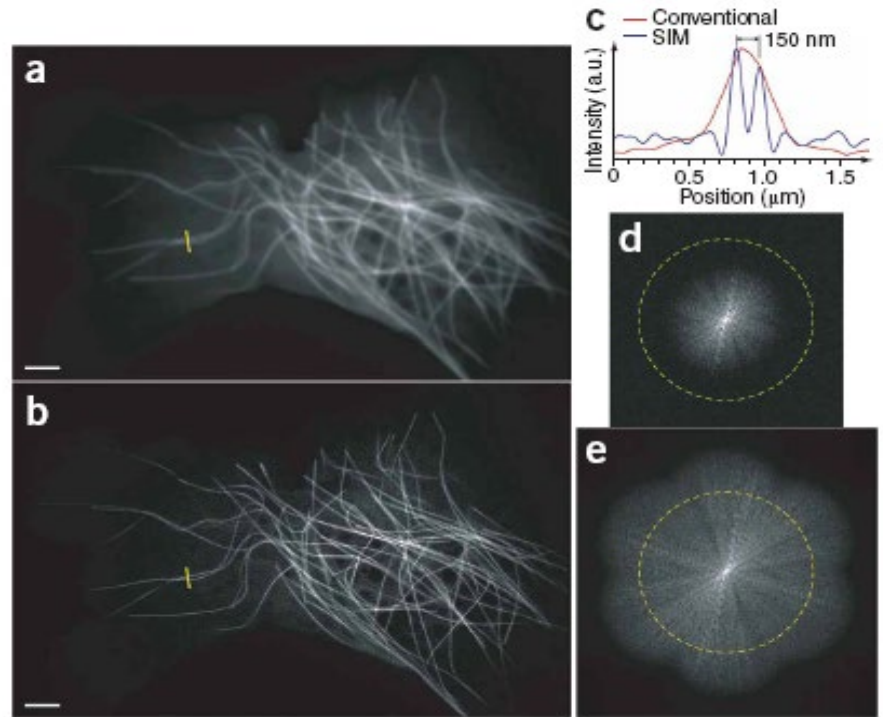 a
b
c
Conventional
SIM
150 nm
Intensity (a.u.)
0 0.5 1.0 1.5
Position (μm)
d
e